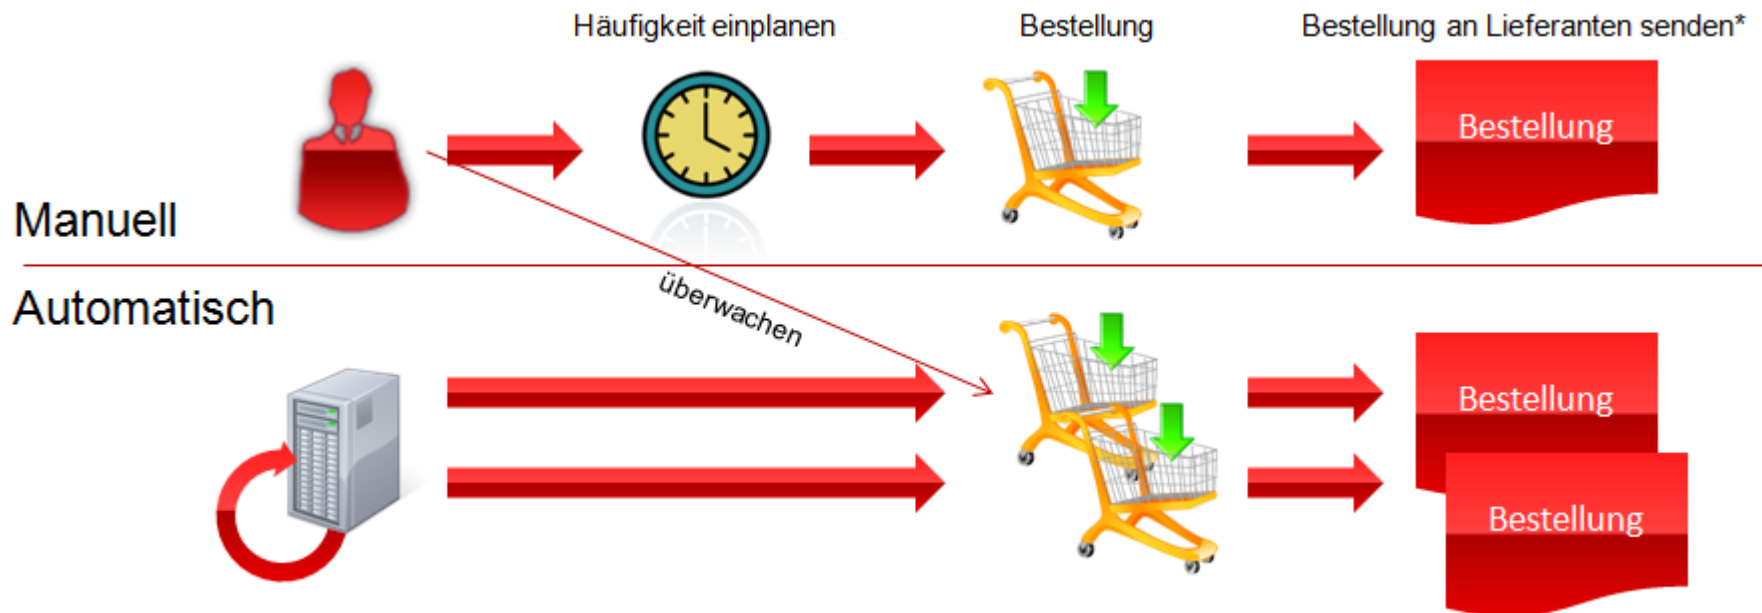 Häufigkeit einplanen
Bestellung
Bestellung an Lieferanten senden*
Bestellung
Manuell
überwachen
Automatisch
Bestellung
Bestellung